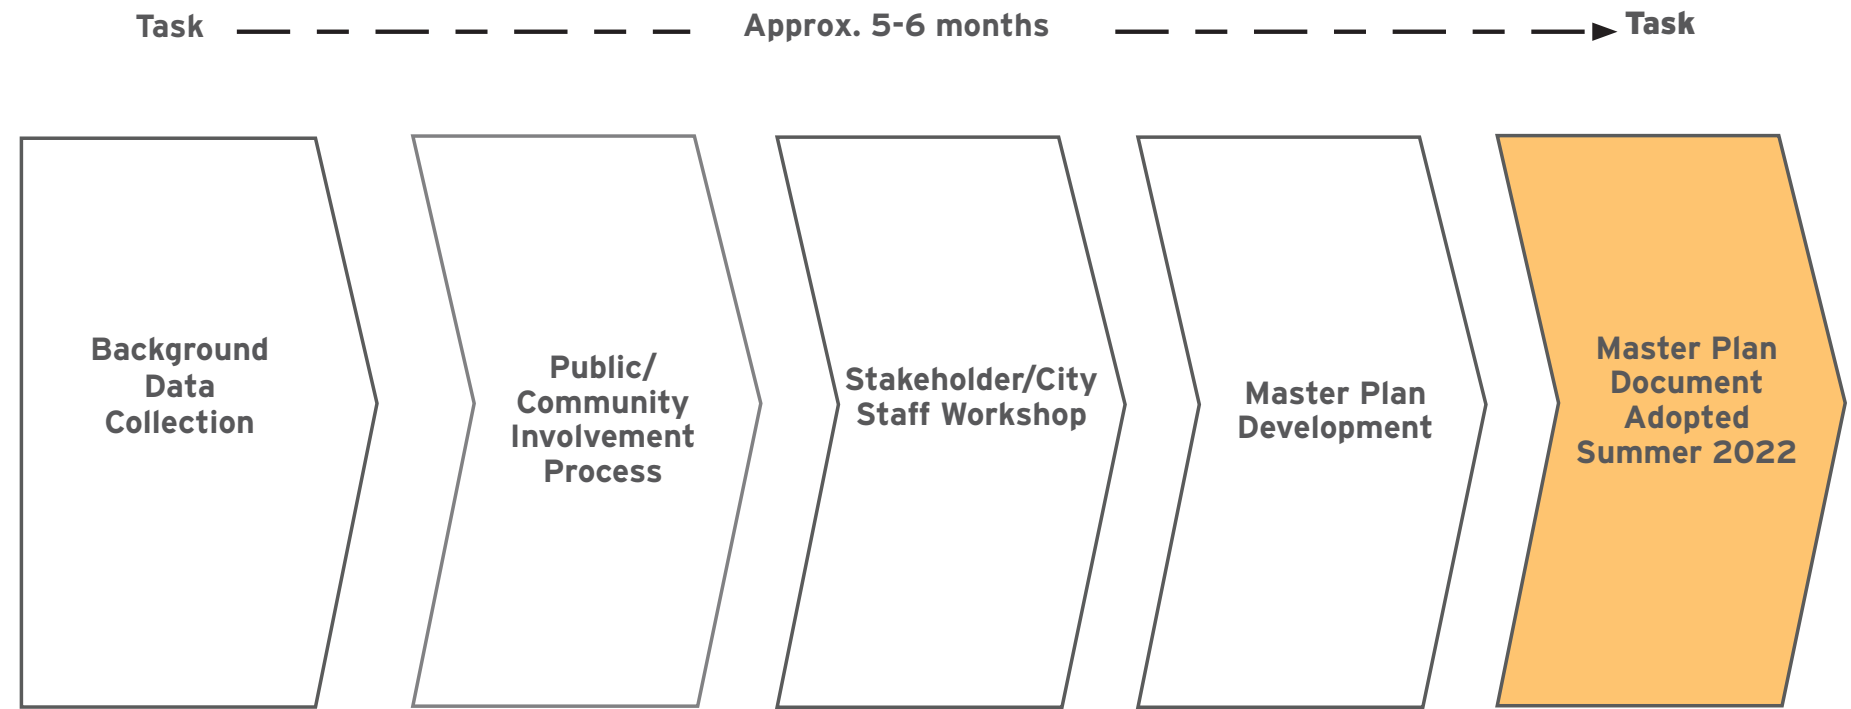 Task
Approx. 5-6 months
Task
Background
Data
Collection
Public/
Community
Involvement
Process
Stakeholder/City
Staff Workshop
Master Plan
Development
Master Plan
Document
Adopted
Summer 2022